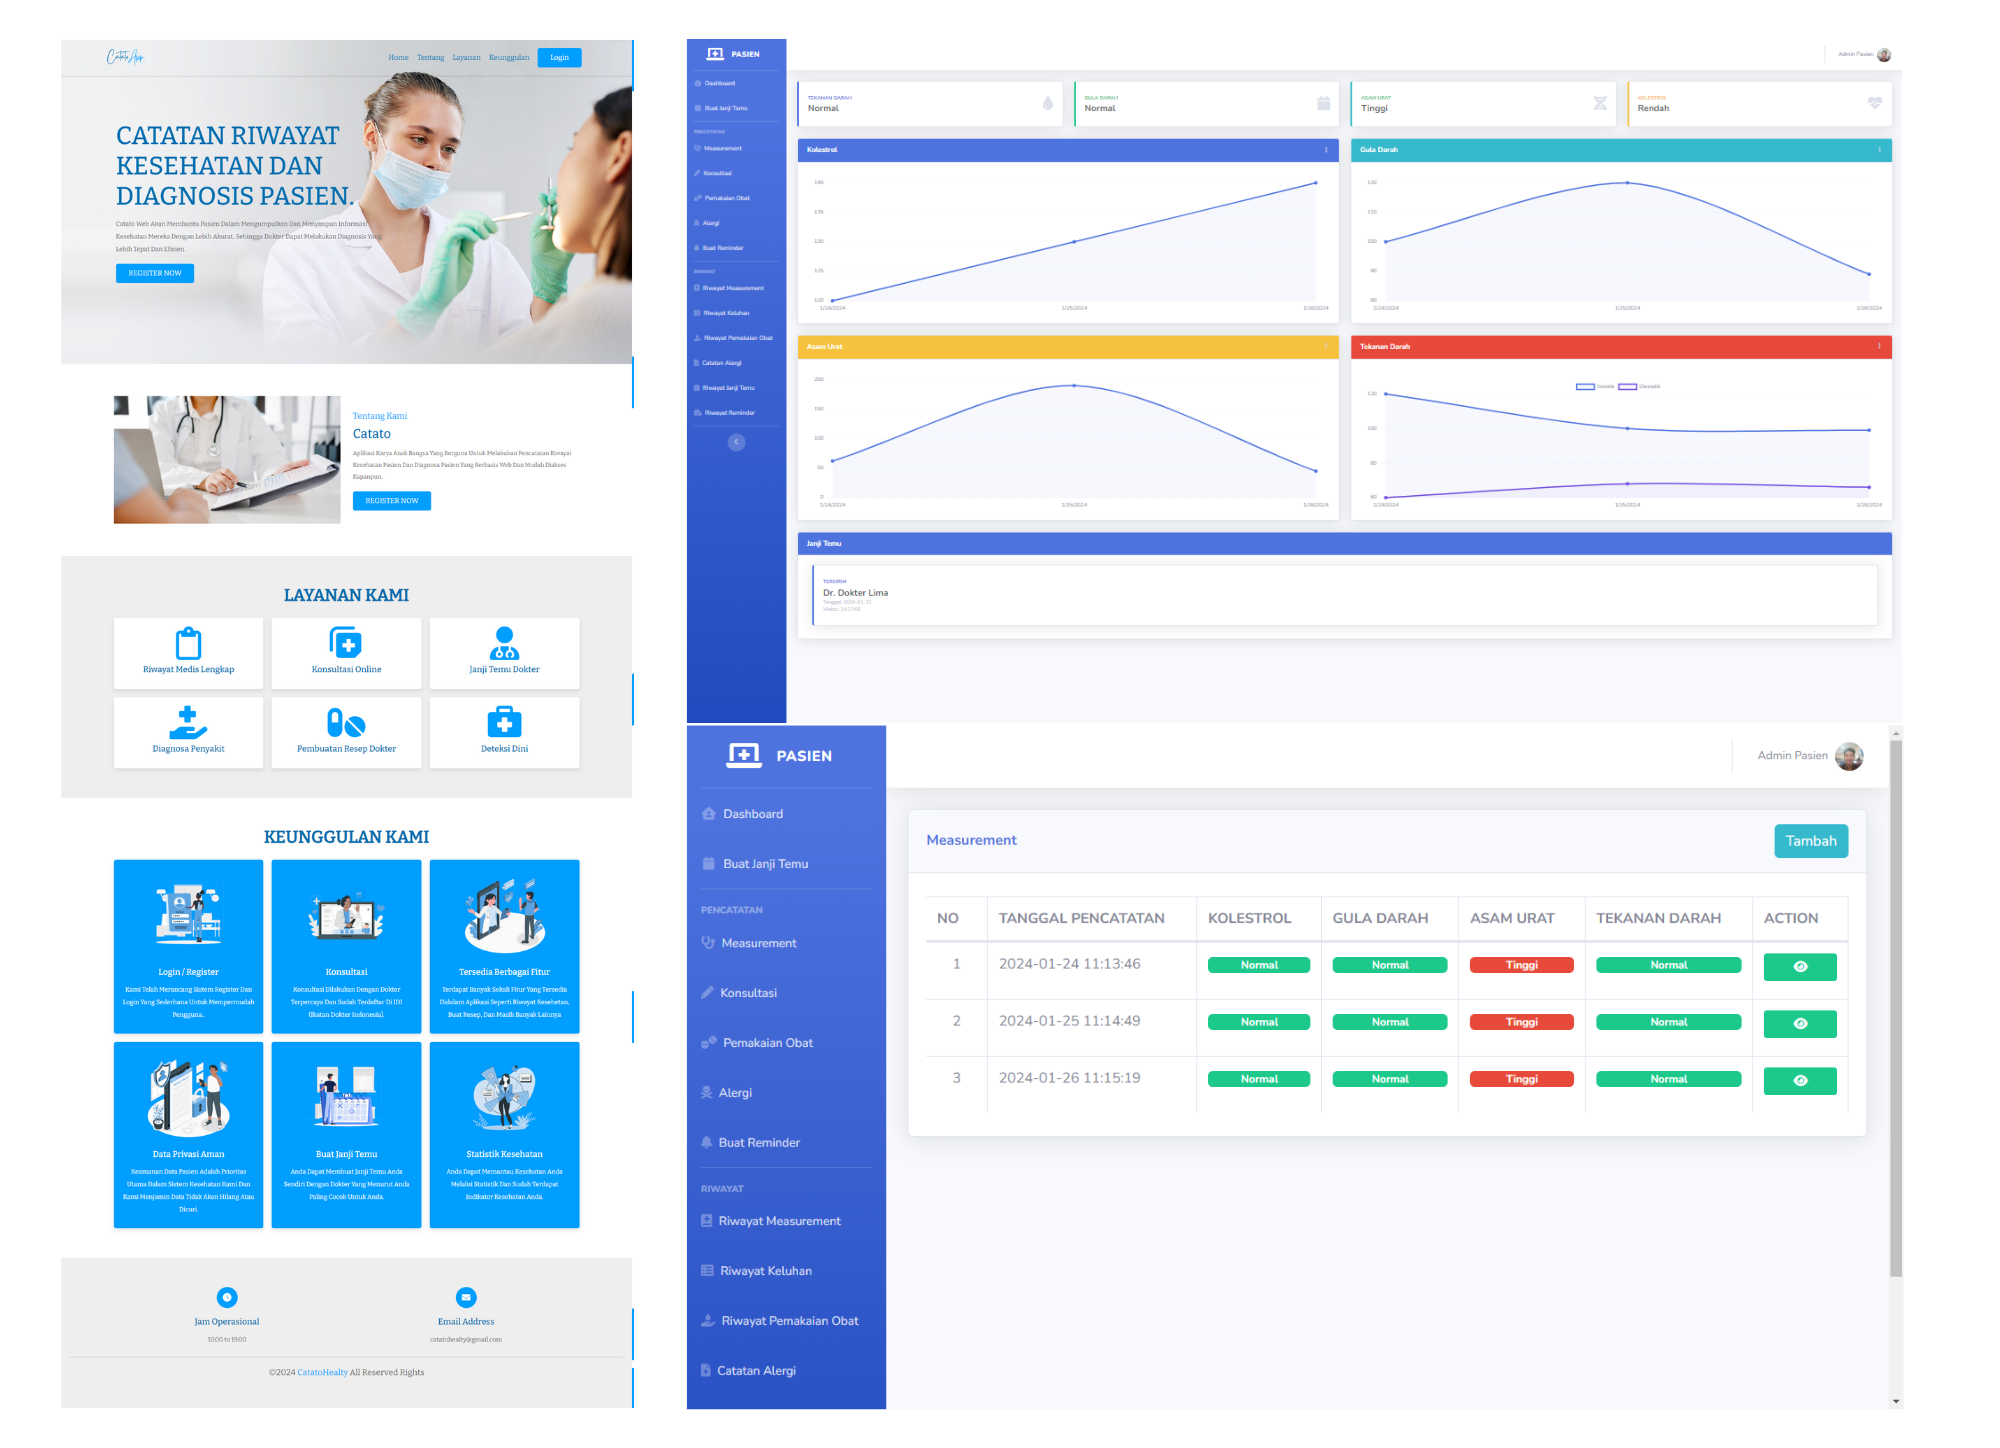 Catato App
Home Tentang Layanan Keunggulan Login
CATATAN RIWAYAT
KESEHATAN DAN
DIAGNOSIS PASIEN.
Catato Web Akan Membantu Pasien Dalam Mengumpulkan Dan Menyimpan Informasi
Kesehatan Mereka Dengan Lebih Akurat, Sehingga Dokter Dapat Melakukan Diagnosis Yang
Lebih Tepat Dan Efisien.
REGISTER NOW
Tentang Kami
Catato
Aplikasi Karya Anak Bangsa Yang Berguna Untuk Melakukan Pencatatan Riwayat
Kesehatan Pasien Dan Diagnosa Pasien Yang Berbasis Web Dan Mudah Diakses
Kapanpun.
REGISTER NOW
LAYANAN KAMI
Riwayat Medis Lengkap
Konsultasi Online
Janji Temu Dokter
Diagnosa Penyakit
Pembuatan Resep Dokter
Deteksi Dini
KEUNGGULAN KAMI
Login / Register
Kami Telah Merancang Sistem Register Dan
Login Yang Sederhana Untuk Mempermudah
Pengguna..
Konsultasi
Konsultasi Dilakukan Dengan Dokter
Terpercaya Dan Sudah Terdaftar Di IDI
(Ikatan Dokter Indonesia).
Tersedia Berbagai Fitur
Terdapat Banyak Sekali Fitur Yang Tersedia
Didalam Aplikasi Seperti Riwayat Kesehatan,
Buat Resep, Dan Masih Banyak Lainnya
Data Privasi Aman
Keamanan Data Pasien Adalah Prioritas
Utama Dalam Sistem Kesehatan Kami Dan
Kami Menjamin Data Tidak Akan Hilang Atau
Dicuri.
Buat Janji Temu
Anda Dapat Membuat Janji Temu Anda
Sendiri Dengan Dokter Yang Menurut Anda
Paling Cocok Untuk Anda.
Statistik Kesehatan
Anda Dapat Memantau Kesehatan Anda
Melalui Statistik Dan Sudah Terdapat
Indikator Kesehatan Anda.
Jam Operasional
10:00 to 19:00
Email Address
catatohealty@gmail.com
©2024 CatatoHealty All Reserved Rights
PASIEN
Dashboard
Buat Janji Temu
PENCATATAN
Measurement
Konsultasi
Pemakaian Obat
Alergi
Buat Reminder
RIWAYAT
Riwayat Measurement
Riwayat Keluhan
Riwayat Pemakaian Obat
Catatan Alergi
Riwayat Janji Temu
Riwayat Reminder
Admin Pasien
TEKANAN DARAH
Normal
GULA DARAH
Normal
ASAM URAT
Tinggi
KOLESTROL
Rendah
Kolestrol
140
135
130
125
120
1/24/2024 1/25/2024 1/26/2024
Gula Darah
120
110
100
90
80
1/24/2024 1/25/2024 1/26/2024
Asam Urat
200
150
100
50
0
1/24/2024 1/25/2024 1/26/2024
Tekanan Darah
120
100
80
60
1/24/2024 1/25/2024 1/26/2024
Janji Temu
TERKIRIM
Dr. Dokter Lima
PASIEN
Dashboard
Buat Janji Temu
PENCATATAN
Measurement
Konsultasi
Pemakaian Obat
Alergi
Buat Reminder
RIWAYAT
Riwayat Measurement
Riwayat Keluhan
Riwayat Pemakaian Obat
Catatan Alergi
Admin Pasien
Measurement
Tambah
NO TANGGAL PENCATATAN KOLESTROL GULA DARAH ASAM URAT TEKANAN DARAH ACTION
1 2024-01-24 11:13:46 Normal Normal Tinggi Normal
2 2024-01-25 11:14:49 Normal Normal Tinggi Normal
3 2024-01-26 11:15:19 Normal Normal Tinggi Normal